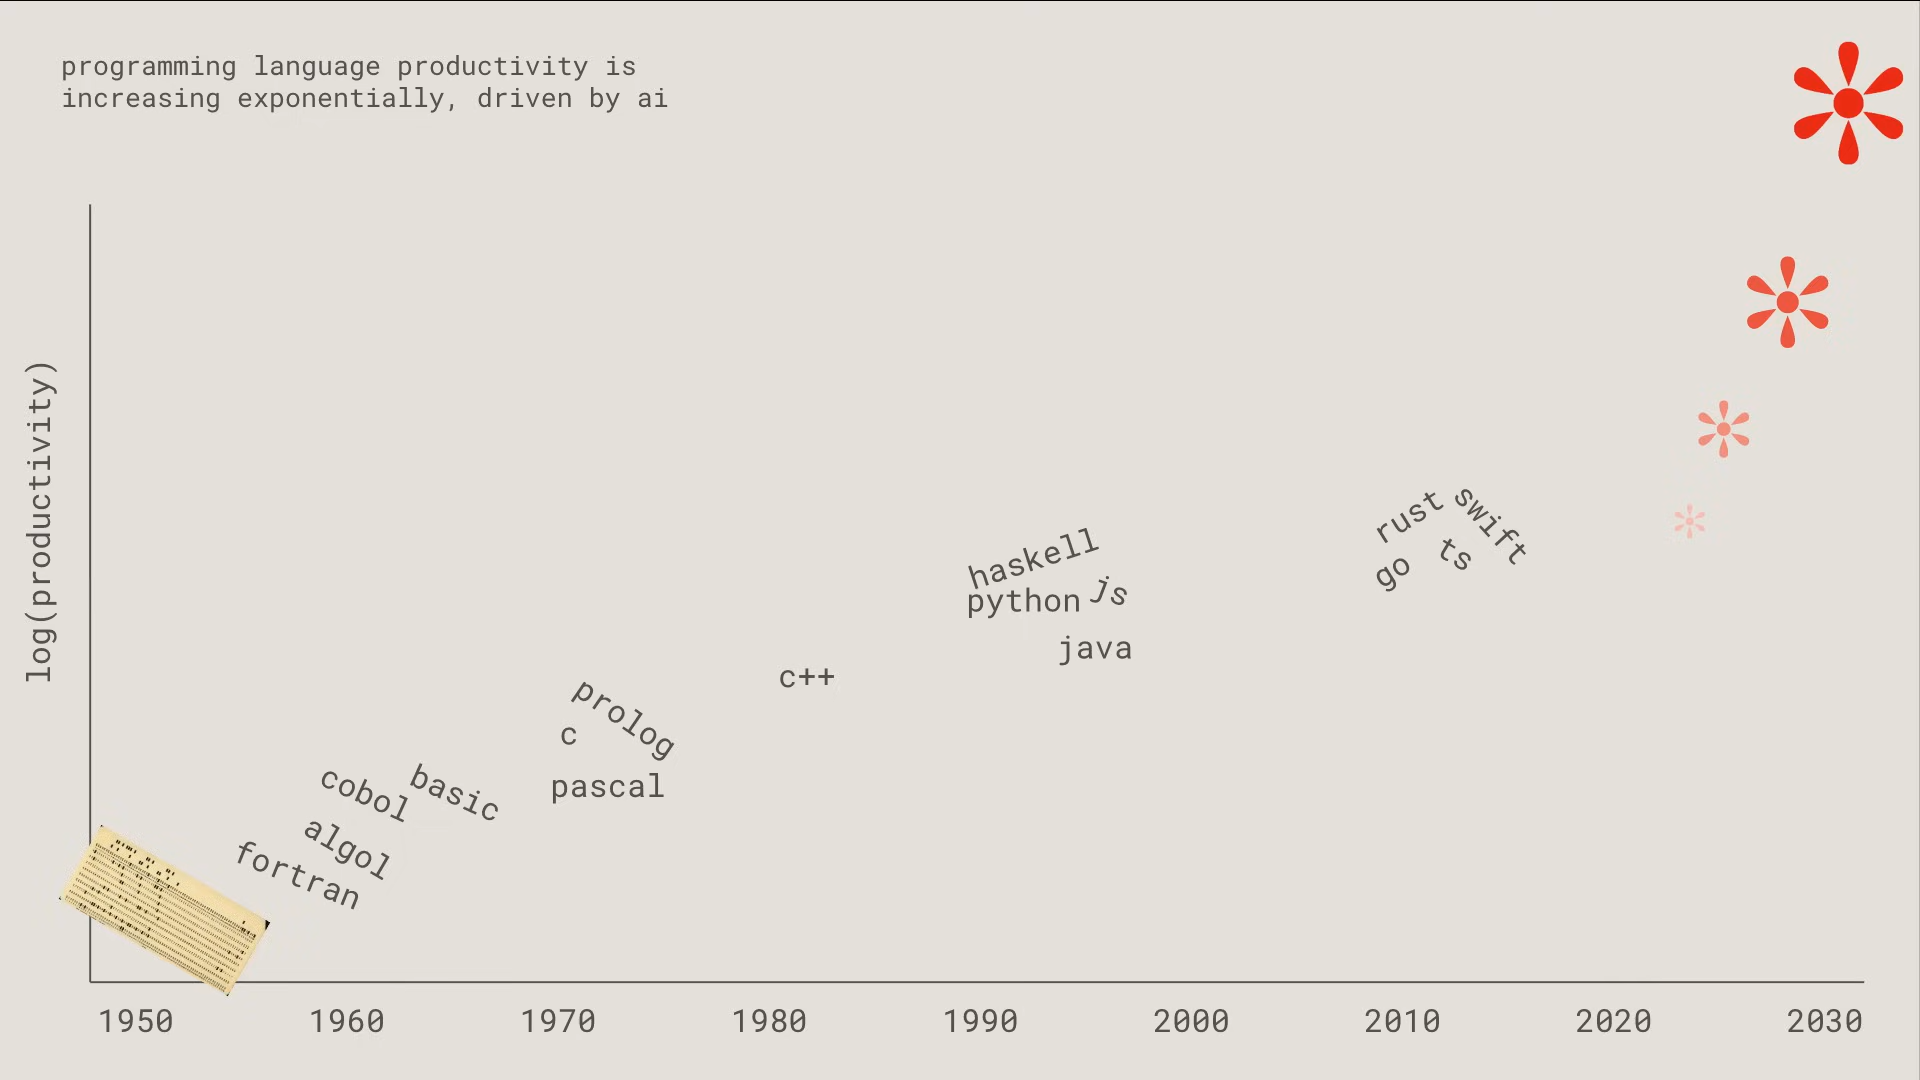 programming language productivity is
increasing exponentially, driven by ai
log(productivity)
rust
swift
go
ts
haskell
python
js
java
c++
prolog
c
pascal
basic
cobol
algol
fortran
1950 1960 1970 1980 1990 2000 2010 2020 2030